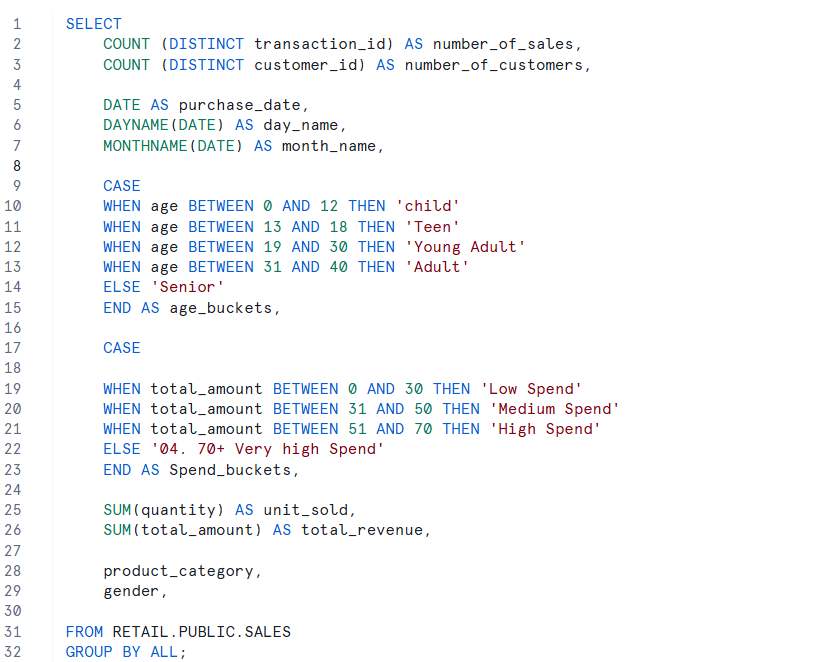 1 SELECT
2 COUNT (DISTINCT transaction_id) AS number_of_sales,
3 COUNT (DISTINCT customer_id) AS number_of_customers,
4
5 DATE AS purchase_date,
6 DAYNAME(DATE) AS day_name,
7 MONTHNAME(DATE) AS month_name,
8
9 CASE
10 WHEN age BETWEEN 0 AND 12 THEN 'child'
11 WHEN age BETWEEN 13 AND 18 THEN 'Teen'
12 WHEN age BETWEEN 19 AND 30 THEN 'Young Adult'
13 WHEN age BETWEEN 31 AND 40 THEN 'Adult'
14 ELSE 'Senior'
15 END AS age_buckets,
16
17 CASE
18
19 WHEN total_amount BETWEEN 0 AND 30 THEN 'Low Spend'
20 WHEN total_amount BETWEEN 31 AND 50 THEN 'Medium Spend'
21 WHEN total_amount BETWEEN 51 AND 70 THEN 'High Spend'
22 ELSE '04. 70+ Very high Spend'
23 END AS Spend_buckets,
24
25 SUM(quantity) AS unit_sold,
26 SUM(total_amount) AS total_revenue,
27
28 product_category,
29 gender,
30
31 FROM RETAIL.PUBLIC.SALES
32 GROUP BY ALL;